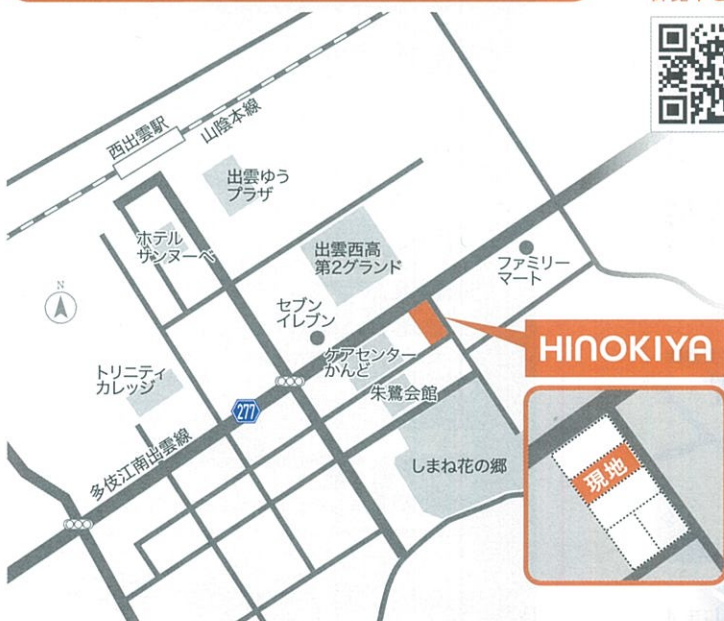 西出雲駅
山陰本線
出雲ゆう
プラザ
ホテル
サンヌーベ
出雲西高
第2グランド
ファミリー
マート
N
セブン
イレブン
HINOKIYA
ケアセンター
かんど
トリニティ
カレッジ
朱鷺会館
277
しまね花の郷
現地
多伎江南出雲線